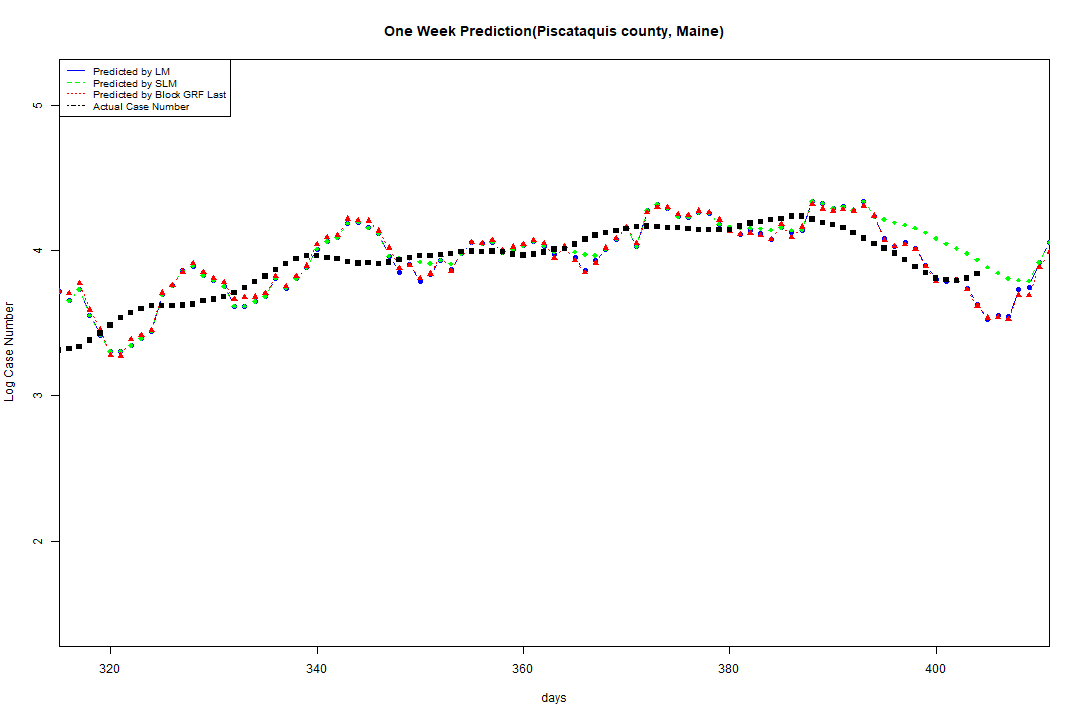 One Week Prediction(Piscataquis county, Maine)
Predicted by LM
Predicted by SLM
Predicted by Block GRF Last
Actual Case Number
5
4
3
2
Log Case Number
320 340 360 380 400
days